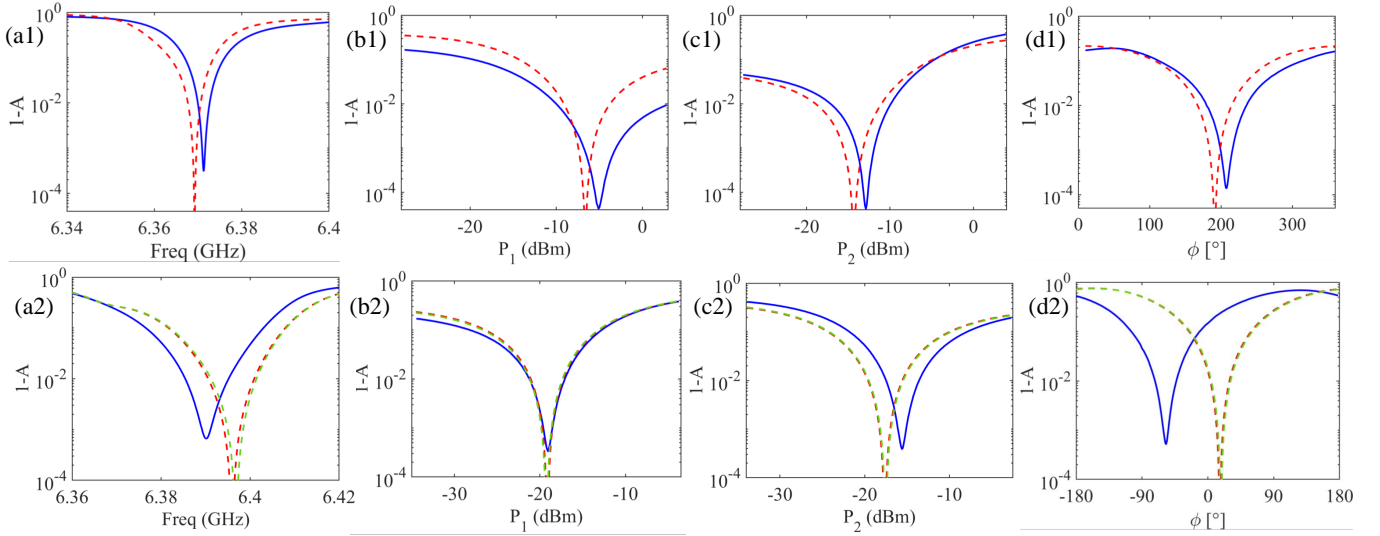 (a1)
1-A
10^0
10^-2
10^-4
6.34
6.36
6.38
6.4
Freq (GHz)
(b1)
1-A
10^0
10^-2
10^-4
-20
-10
0
P_1 (dBm)
(c1)
1-A
10^0
10^-2
10^-4
-20
-10
0
P_2 (dBm)
(d1)
1-A
10^0
10^-2
10^-4
0
100
200
300
ϕ [°]
(a2)
1-A
10^0
10^-2
10^-4
6.36
6.38
6.4
6.42
Freq (GHz)
(b2)
1-A
10^0
10^-2
10^-4
-30
-20
-10
P_1 (dBm)
(c2)
1-A
10^0
10^-2
10^-4
-30
-20
-10
P_2 (dBm)
(d2)
1-A
10^0
10^-2
10^-4
-180
-90
0
90
180
ϕ [°]